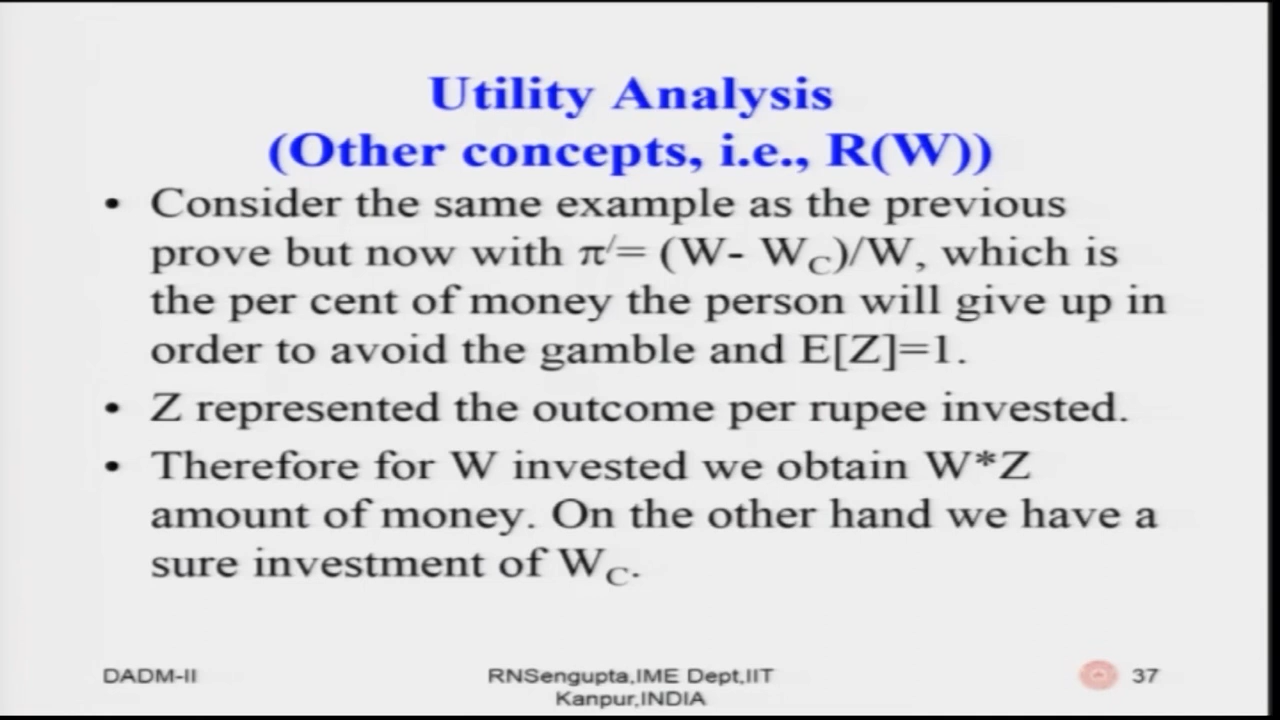 Utility Analysis
(Other concepts, i.e., R(W))
• Consider the same example as the previous
prove but now with π/= (W- WC)/W, which is
the per cent of money the person will give up in
order to avoid the gamble and E[Z]=1.
• Z represented the outcome per rupee invested.
• Therefore for W invested we obtain W*Z
amount of money. On the other hand we have a
sure investment of WC.
DADM-II
RNSengupta,IME Dept,IIT
Kanpur,INDIA
37